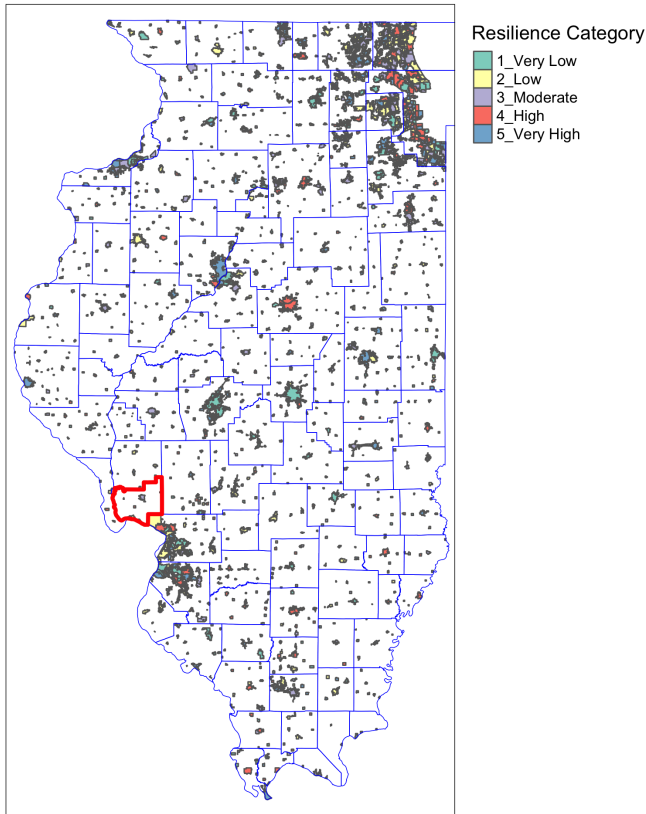 Resilience Category
1_Very Low
2_Low
3_Moderate
4_High
5_Very High